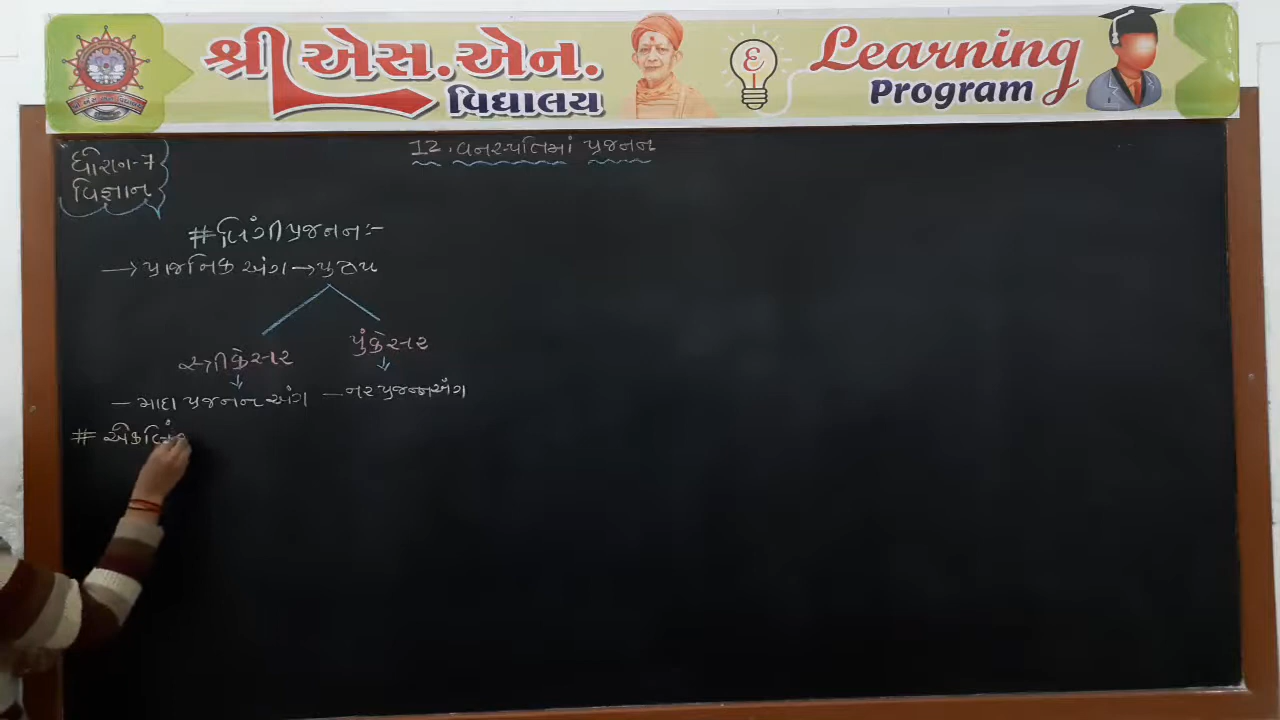 શ્રી એસ.એન.
વિદ્યાલય
Learning
Program
ધોરણ-7
વિજ્ઞાન
12. વનસ્પતિમાં પ્રજનન
# લિંગી પ્રજનન :-
→ પ્રાજનિક અંગ → પુષ્પ
સ્ત્રીકેસર પુંકેસર
- માદા પ્રજનન અંગ - નર પ્રજનન અંગ
# એકલિં